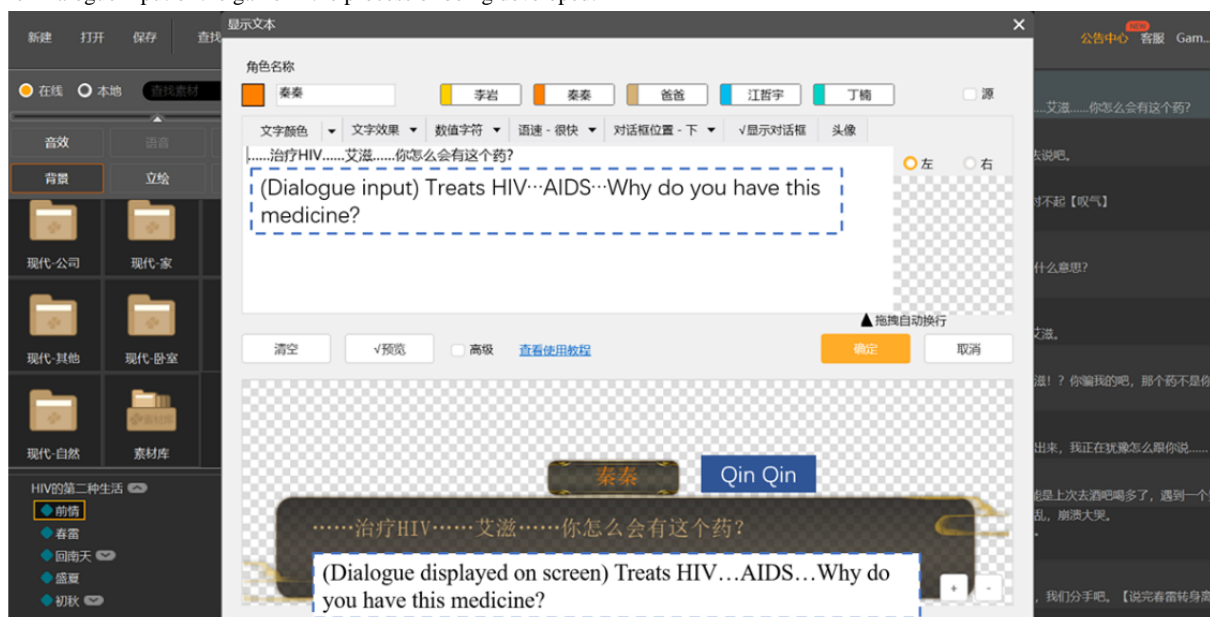 新建 打开 保存 查找
显示文本
公告中心 NEW 客服 Gam...
在线 本地 查找素材
音效 语音
背景 立绘
现代-公司 现代-家
现代-其他 现代-卧室
现代-自然 素材库
HIV的第二种生活
前情
春雷
回南天
盛夏
初秋
角色名称
秦秦 李岩 秦秦 爸爸 江哲宇 丁楠 源
文字颜色 文字效果 数值字符 语速 - 很快 对话框位置 - 下 √显示对话框 头像
......治疗HIV......艾滋......你怎么会有这个药?
左 右
(Dialogue input) Treats HIV···AIDS···Why do you have this
medicine?
▲拖拽自动换行
清空 √预览 高级 查看使用教程 确定 取消
秦秦 Qin Qin
······治疗HIV······艾滋······你怎么会有这个药?
(Dialogue displayed on screen) Treats HIV…AIDS…Why do
you have this medicine?
+ -
...艾滋......你怎么会有这个药?
去说吧。
对不起【叹气】
什么意思?
艾滋。
滋!?你骗我的吧,那个药不是你
出来,我正在犹豫怎么跟你说......
能是上次去酒吧喝多了,遇到一个
乱,崩溃大哭。
,我们分手吧。【说完春雷转身离